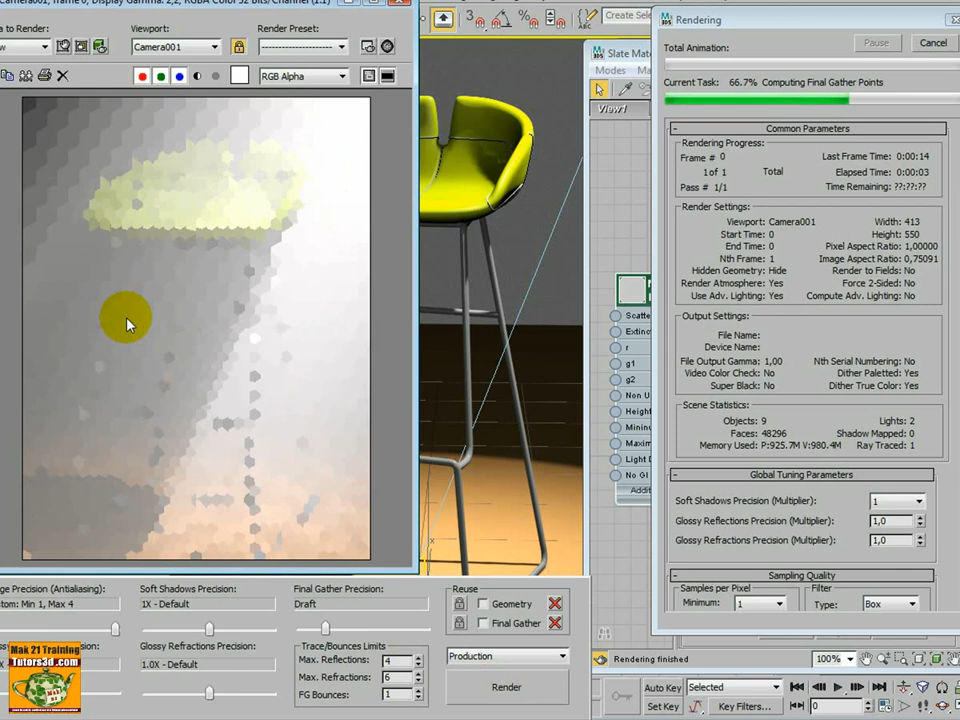 Camera001, frame 0, Display Gamma: 2,2, RGBA Color 32 Bits/Channel (1:1)
to Render:
Viewport:
Render Preset:
Camera001
RGB Alpha
Create Sele
Slate Mate
Modes
View1
Scatte
Extinc
r
g1
g2
Non U
Height
Minimu
Maxim
Light D
No GI
Additi
Rendering
Total Animation:
Pause
Cancel
Current Task: 66.7% Computing Final Gather Points
Common Parameters
Rendering Progress:
Frame # 0
1 of 1
Total
Pass # 1/1
Last Frame Time: 0:00:14
Elapsed Time: 0:00:03
Time Remaining: ??:??:??
Render Settings:
Viewport: Camera001
Start Time: 0
End Time: 0
Nth Frame: 1
Hidden Geometry: Hide
Render Atmosphere: Yes
Use Adv. Lighting: Yes
Width: 413
Height: 550
Pixel Aspect Ratio: 1,00000
Image Aspect Ratio: 0,75091
Render to Fields: No
Force 2-Sided: No
Compute Adv. Lighting: No
Output Settings:
File Name:
Device Name:
File Output Gamma: 1,00
Video Color Check: No
Super Black: No
Nth Serial Numbering: No
Dither Paletted: Yes
Dither True Color: Yes
Scene Statistics:
Objects: 9
Faces: 48296
Memory Used: P:925.7M V:980.4M
Lights: 2
Shadow Mapped: 0
Ray Traced: 1
Global Tuning Parameters
Soft Shadows Precision (Multiplier):
1
Glossy Reflections Precision (Multiplier):
1,0
Glossy Refractions Precision (Multiplier):
1,0
Sampling Quality
Samples per Pixel
Minimum:
1
Filter
Type:
Box
ge Precision (Antialiasing):
tom: Min 1, Max 4
Soft Shadows Precision:
1X - Default
Glossy Refractions Precision:
1.0X - Default
Final Gather Precision:
Draft
Trace/Bounces Limits
Max. Reflections: 4
Max. Refractions: 6
FG Bounces: 1
Reuse
Geometry
Final Gather
Production
Render
Mak 21 Training
Tutors3d.com
Rendering finished
100%
Auto Key
Selected
Set Key
Key Filters...
0